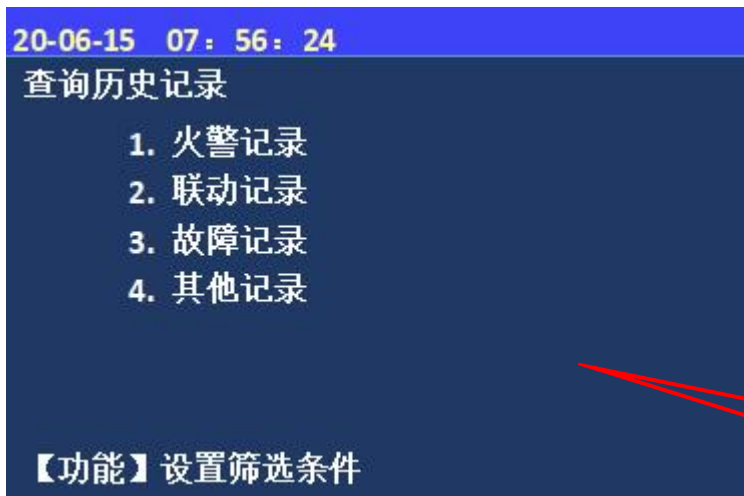 20-06-15 07：56：24
查询历史记录
1. 火警记录
2. 联动记录
3. 故障记录
4. 其他记录
【功能】设置筛选条件